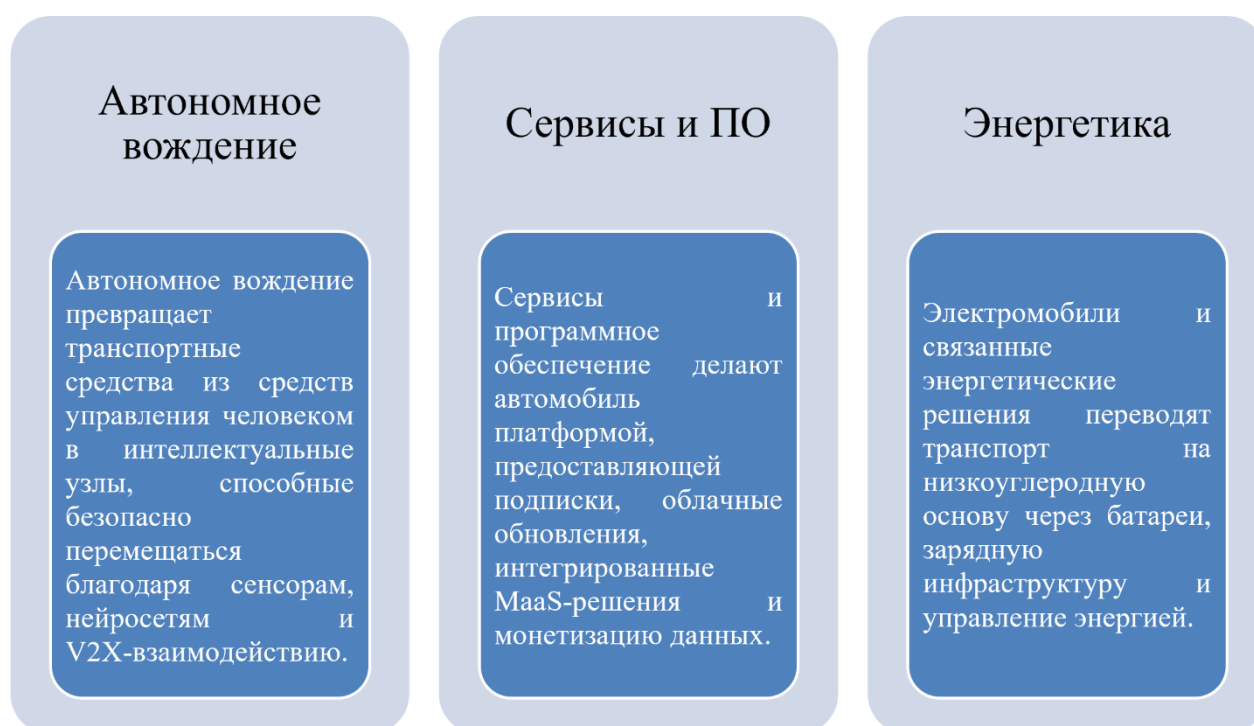 Автономное
вождение
Автономное вождение
превращает
транспортные
средства из средств
управления человеком
в интеллектуальные
узлы, способные
безопасно
перемещаться
благодаря сенсорам,
нейросетям и
V2X-взаимодействию.
Сервисы и ПО
Сервисы и
программное
обеспечение делают
автомобиль
платформой,
предоставляющей
подписки, облачные
обновления,
интегрированные
MaaS-решения и
монетизацию данных.
Энергетика
Электромобили и
связанные
энергетические
решения переводят
транспорт на
низкоуглеродную
основу через батареи,
зарядную
инфраструктуру и
управление энергией.